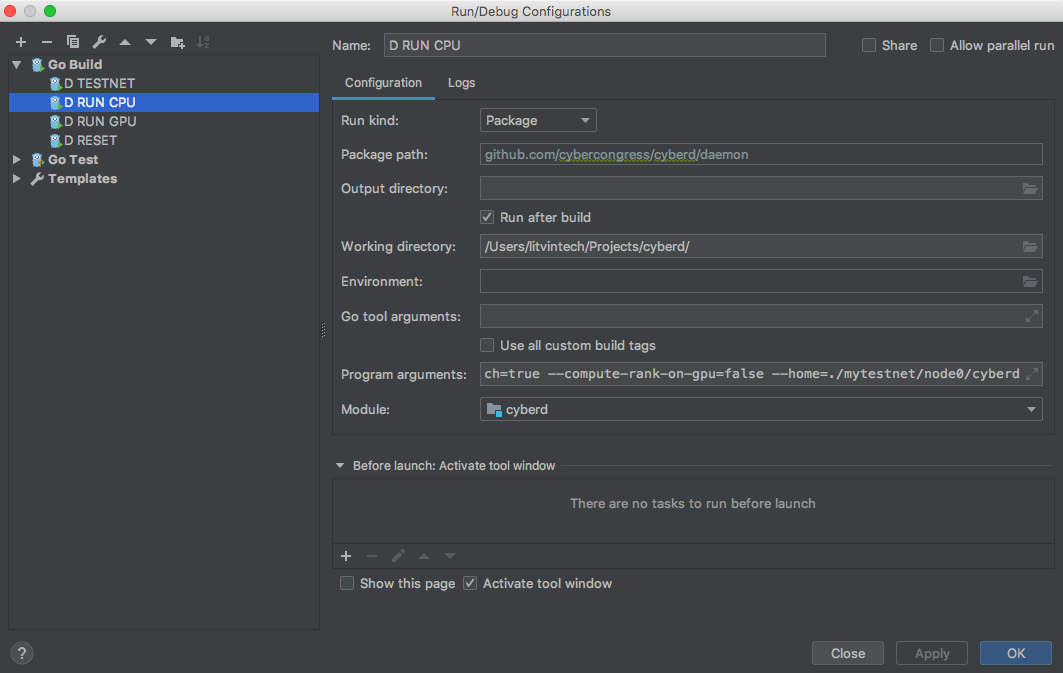 Run/Debug Configurations
Name: D RUN CPU
Share
Allow parallel run
Go Build
D TESTNET
D RUN CPU
D RUN GPU
D RESET
Go Test
Templates
Configuration Logs
Run kind: Package
Package path: github.com/cybercongress/cyberd/daemon
Output directory:
Run after build
Working directory: /Users/litvintech/Projects/cyberd/
Environment:
Go tool arguments:
Use all custom build tags
Program arguments: ch=true --compute-rank-on-gpu=false --home=./mytestnet/node0/cyberd
Module: cyberd
Before launch: Activate tool window
There are no tasks to run before launch
Show this page Activate tool window
? Close Apply OK